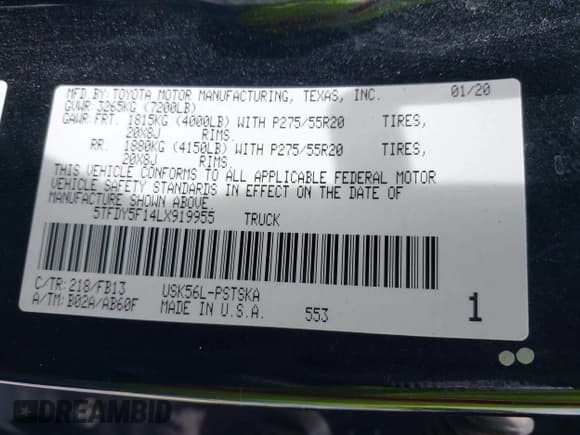 MFD.BY:TOYOTA MOTOR MANUFACTURING, TEXAS, INC. 01/20
GVWR 3265KG (7200LB)
GAWR FRT. 1815KG (4000LB) WITH P275/55R20 TIRES,
20X8J RIMS.
RR. 1880KG (4150LB) WITH P275/55R20 TIRES,
20X8J RIMS.
THIS VEHICLE CONFORMS TO ALL APPLICABLE FEDERAL MOTOR
VEHICLE SAFETY STANDARDS IN EFFECT ON THE DATE OF
MANUFACTURE SHOWN ABOVE
5TFDY5F14LX919955 TRUCK
C/TR:218/FB13 USK56L-PSTSKA
A/TM:B02A/AB60F MADE IN U.S.A. 553 1
DREAMBID